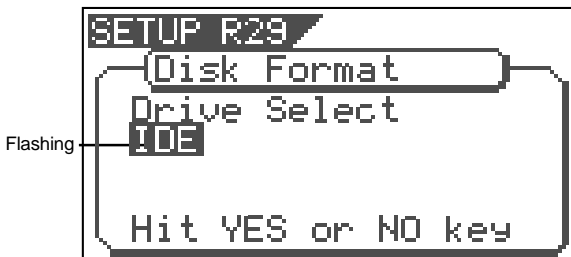 SETUP R29
Disk Format
Drive Select
Flashing IDE
Hit YES or NO key